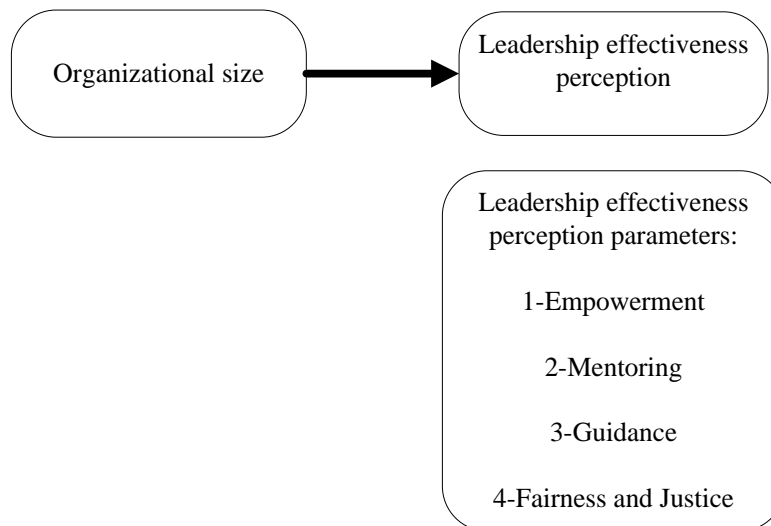 Organizational size
Leadership effectiveness
perception
Leadership effectiveness
perception parameters:
1-Empowerment
2-Mentoring
3-Guidance
4-Fairness and Justice